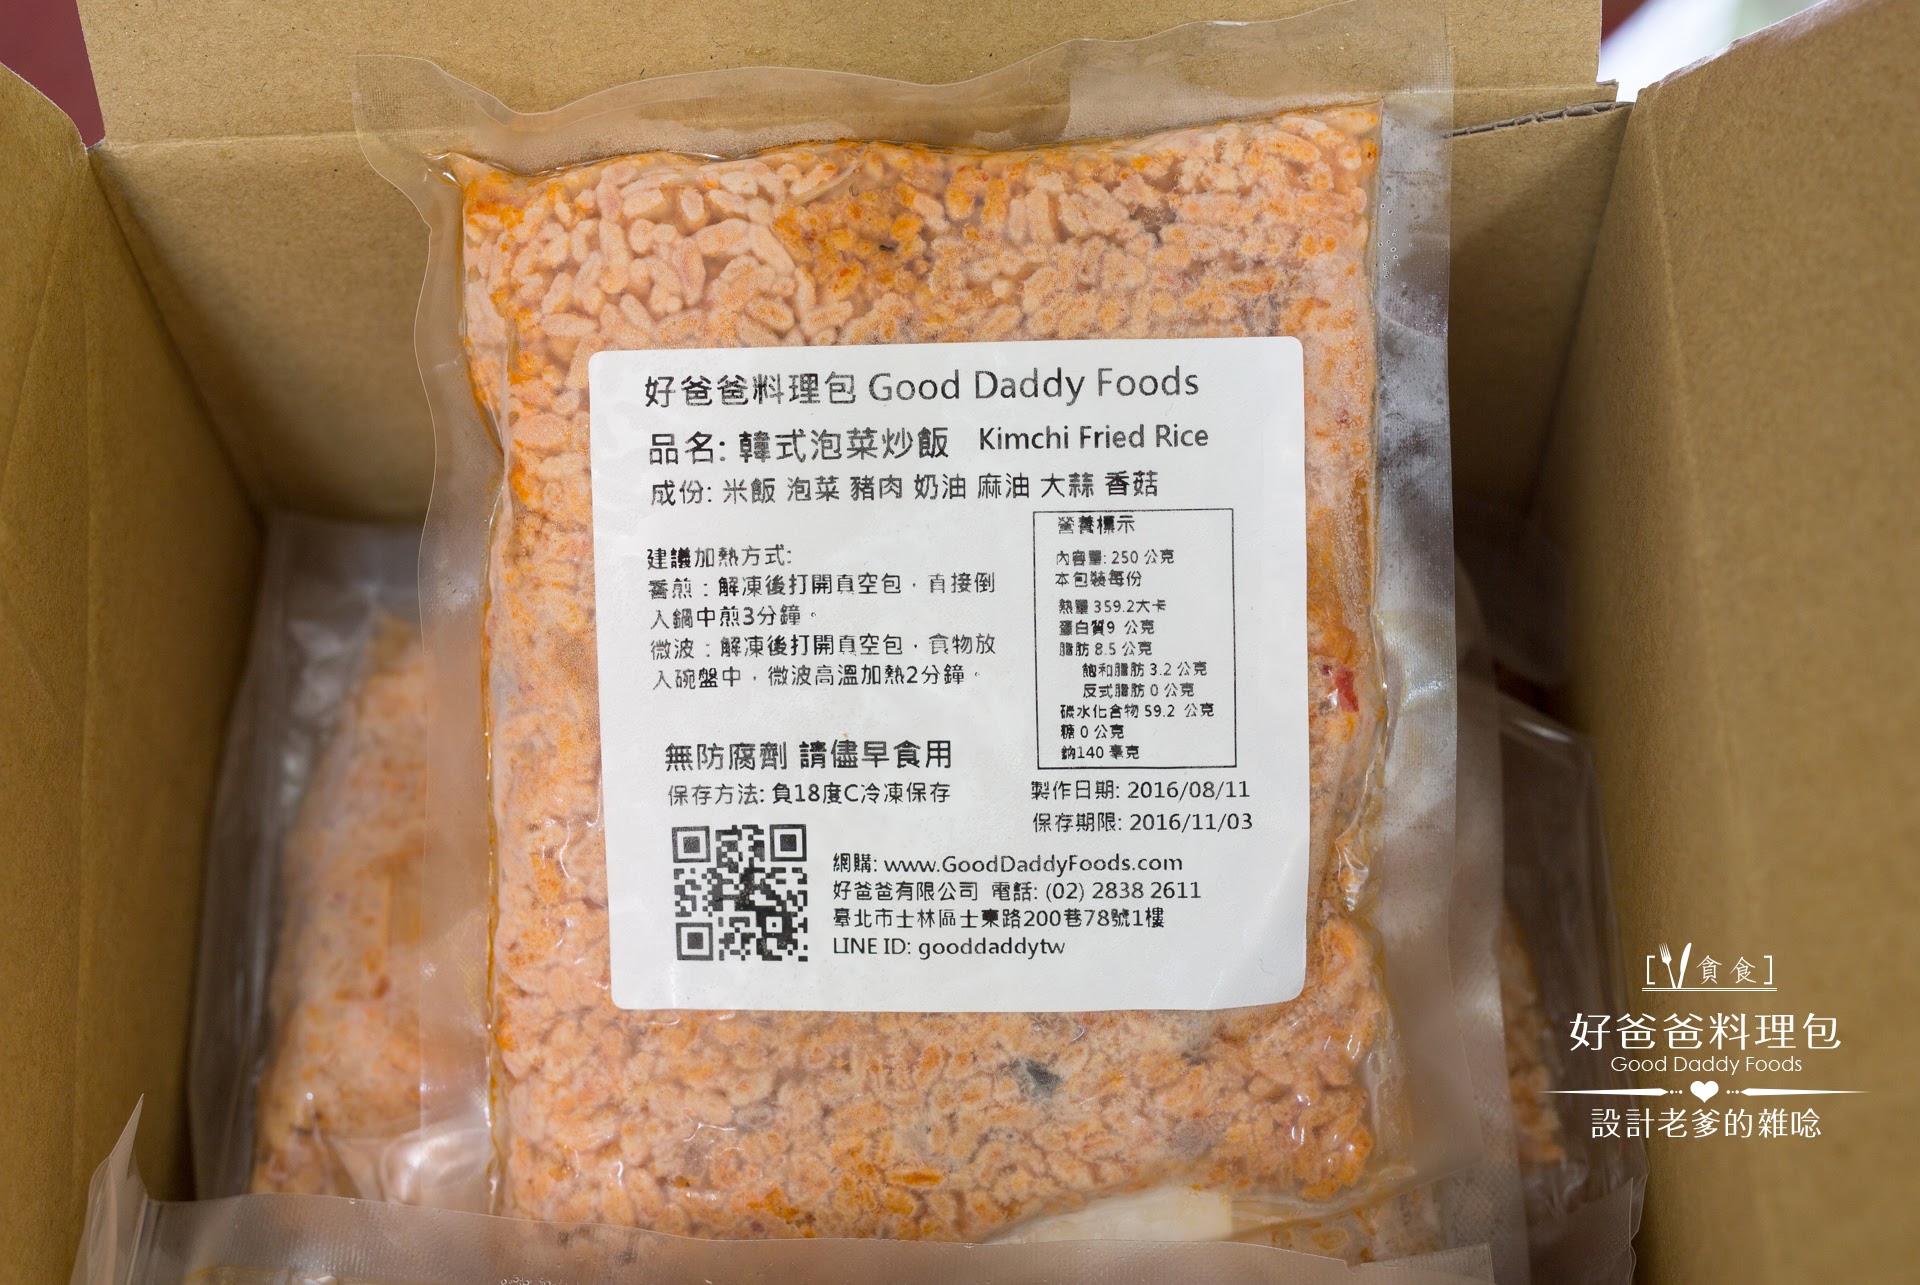 好爸爸料理包 Good Daddy Foods
品名: 韓式泡菜炒飯 Kimchi Fried Rice
成份: 米飯 泡菜 豬肉 奶油 麻油 大蒜 香菇
建議加熱方式:
香煎：解凍後打開真空包，直接倒
入鍋中煎3分鐘。
微波：解凍後打開真空包，食物放
入碗盤中，微波高溫加熱2分鐘。
營養標示
內容量: 250 公克
本包裝每份
熱量 359.2大卡
蛋白質9 公克
脂肪 8.5 公克
飽和脂肪 3.2 公克
反式脂肪 0 公克
碳水化合物 59.2 公克
糖 0 公克
鈉140 毫克
無防腐劑 請儘早食用
保存方法: 負18度C冷凍保存
製作日期: 2016/08/11
保存期限: 2016/11/03
網購: www.GoodDaddyFoods.com
好爸爸有限公司 電話: (02) 2838 2611
臺北市士林區士東路200巷78號1樓
LINE ID: gooddaddytw
[貪食]
好爸爸料理包
Good Daddy Foods
設計老爹的雜唸